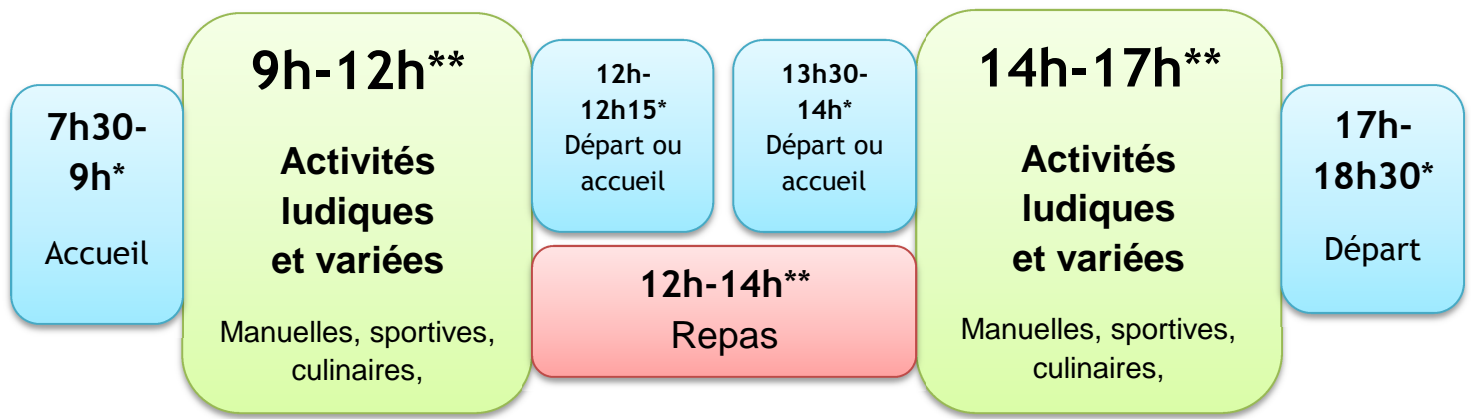 7h30-
9h*
Accueil
9h-12h**
Activités
ludiques
et variées
Manuelles, sportives,
culinaires,
12h-
12h15*
Départ ou
accueil
13h30-
14h*
Départ ou
accueil
12h-14h**
Repas
14h-17h**
Activités
ludiques
et variées
Manuelles, sportives,
culinaires,
17h-
18h30*
Départ